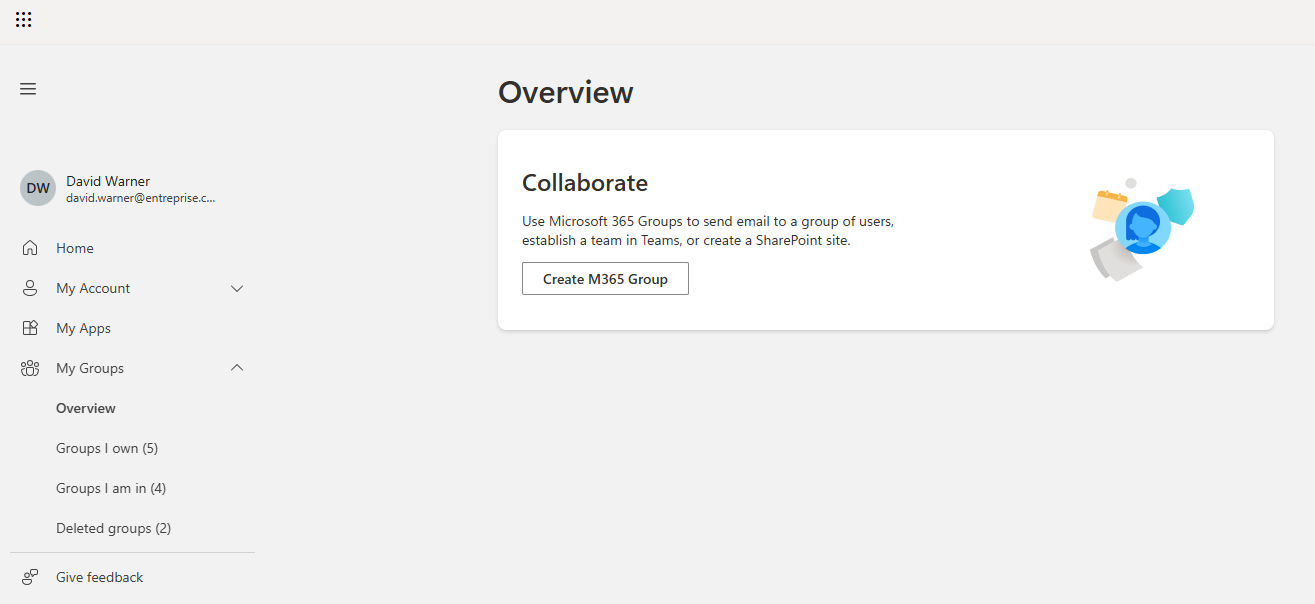 Overview
DW
David Warner
david.warner@entreprise.c...
Home
My Account
My Apps
My Groups
Overview
Groups I own (5)
Groups I am in (4)
Deleted groups (2)
Give feedback
Collaborate
Use Microsoft 365 Groups to send email to a group of users,
establish a team in Teams, or create a SharePoint site.
Create M365 Group